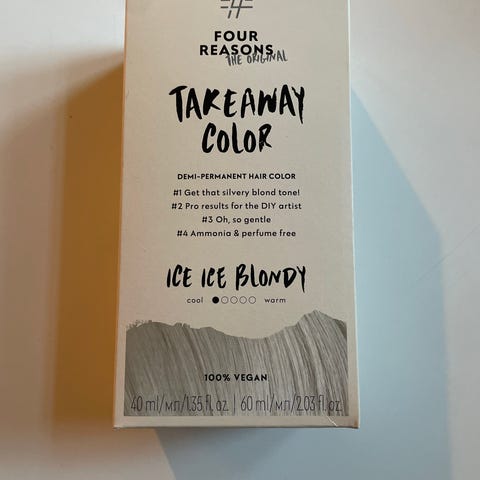 FOUR
REASONS
THE ORIGINAL
TAKEAWAY
COLOR
DEMI-PERMANENT HAIR COLOR
#1 Get that silvery blond tone!
#2 Pro results for the DIY artist
#3 Oh, so gentle
#4 Ammonia & perfume free
ICE ICE BLONDY
cool warm
100% VEGAN
40 ml/мл/1.35 fl. oz. | 60 ml/мл/2.03 fl. oz.